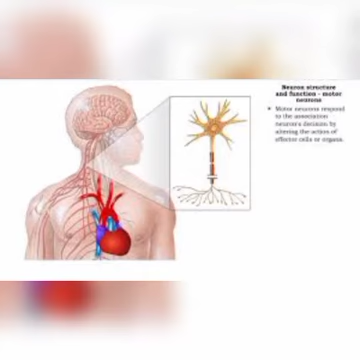 Neuron structure
and function - motor
neurons
• Motor neurons respond
to the association
neuron's decision by
altering the action of
effector cells or organs.